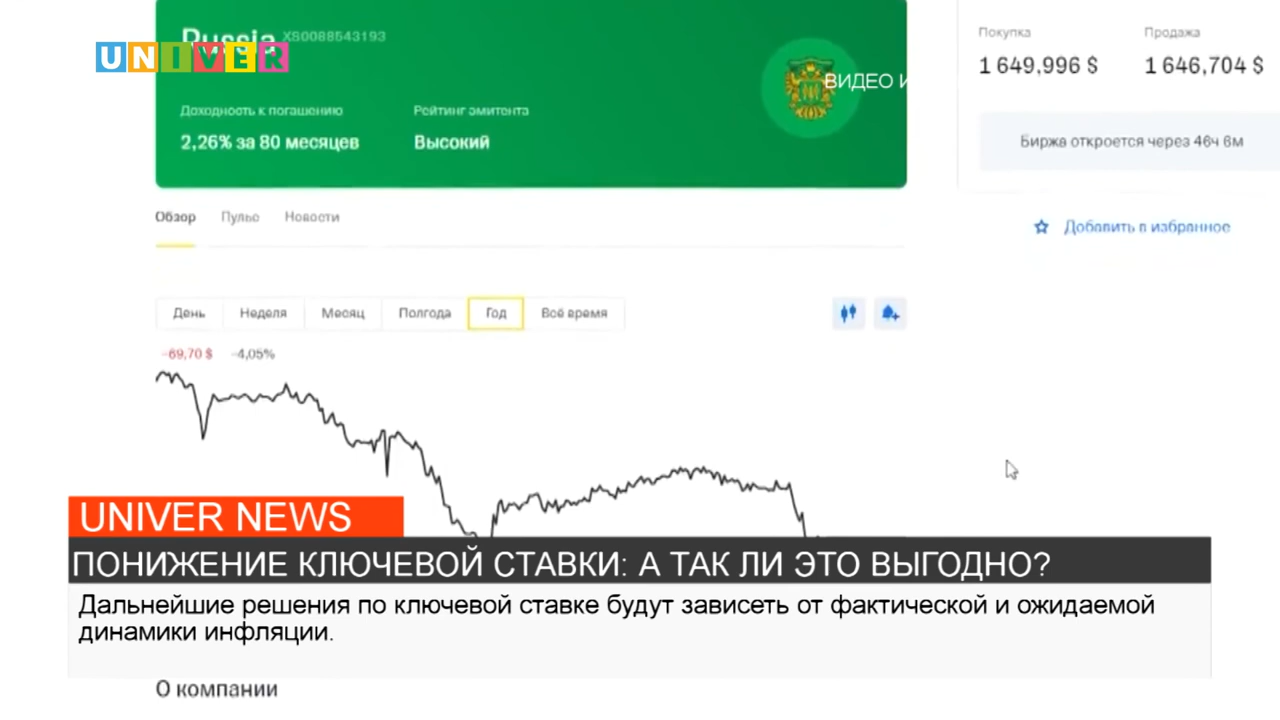 Russia XS0088543193
UNIVER
ВИДЕО И
Доходность к погашению
Рейтинг эмитента
2,26% за 80 месяцев
Высокий
Покупка
Продажа
1 649,996 $
1 646,704 $
Биржа откроется через 46ч 6м
Добавить в избранное
Обзор
Пульс
Новости
День
Неделя
Месяц
Полгода
Год
Всё время
-69,70 $
-4,05%
UNIVER NEWS
ПОНИЖЕНИЕ КЛЮЧЕВОЙ СТАВКИ: А ТАК ЛИ ЭТО ВЫГОДНО?
Дальнейшие решения по ключевой ставке будут зависеть от фактической и ожидаемой
динамики инфляции.
О компании